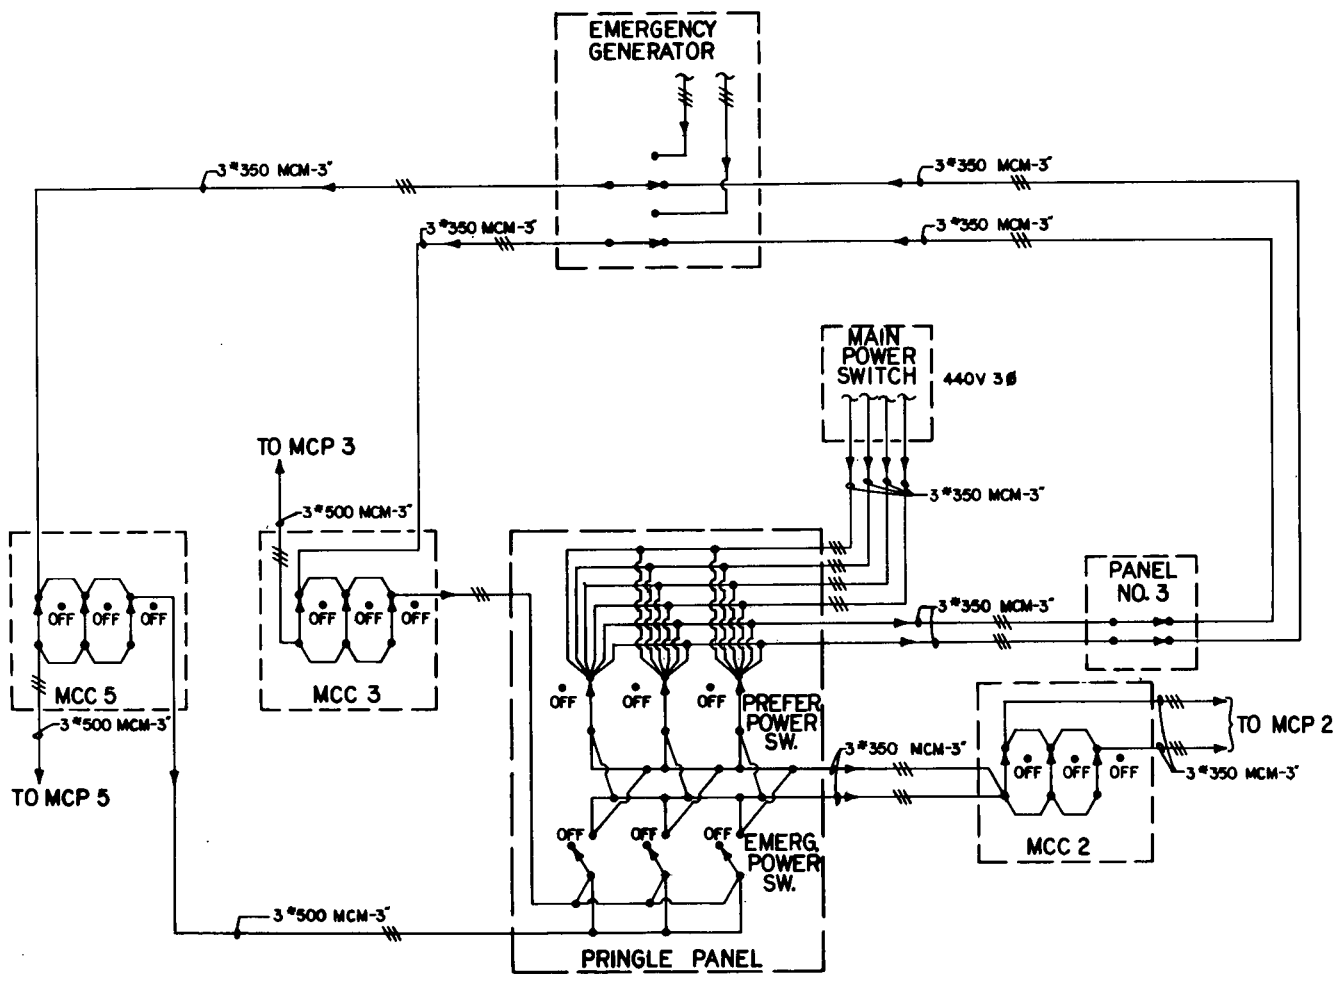 EMERGENCY
GENERATOR
3 #350 MCM-3"
3 #350 MCM-3"
3 #350 MCM-3"
3 #350 MCM-3"
MAIN
POWER
SWITCH
440V 3Ø
TO MCP 3
3 #500 MCM-3"
3 #350 MCM-3"
PANEL
NO. 3
3 #350 MCM-3"
OFF
OFF
OFF
MCC 5
OFF
OFF
OFF
MCC 3
3 #500 MCM-3"
TO MCP 5
OFF
OFF
OFF
PREFER
POWER
SW.
3 #350 MCM-3"
TO MCP 2
3 #350 MCM-3"
OFF
OFF
OFF
MCC 2
OFF
OFF
OFF
EMERG.
POWER
SW.
3 #500 MCM-3"
PRINGLE PANEL